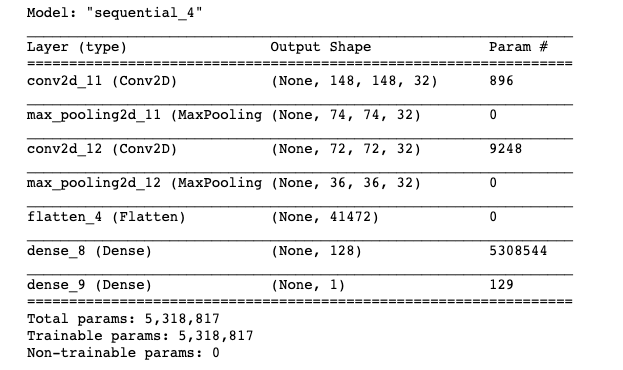 Model: "sequential_4"
Layer (type) Output Shape Param #
conv2d_11 (Conv2D) (None, 148, 148, 32) 896
max_pooling2d_11 (MaxPooling (None, 74, 74, 32) 0
conv2d_12 (Conv2D) (None, 72, 72, 32) 9248
max_pooling2d_12 (MaxPooling (None, 36, 36, 32) 0
flatten_4 (Flatten) (None, 41472) 0
dense_8 (Dense) (None, 128) 5308544
dense_9 (Dense) (None, 1) 129
Total params: 5,318,817
Trainable params: 5,318,817
Non-trainable params: 0